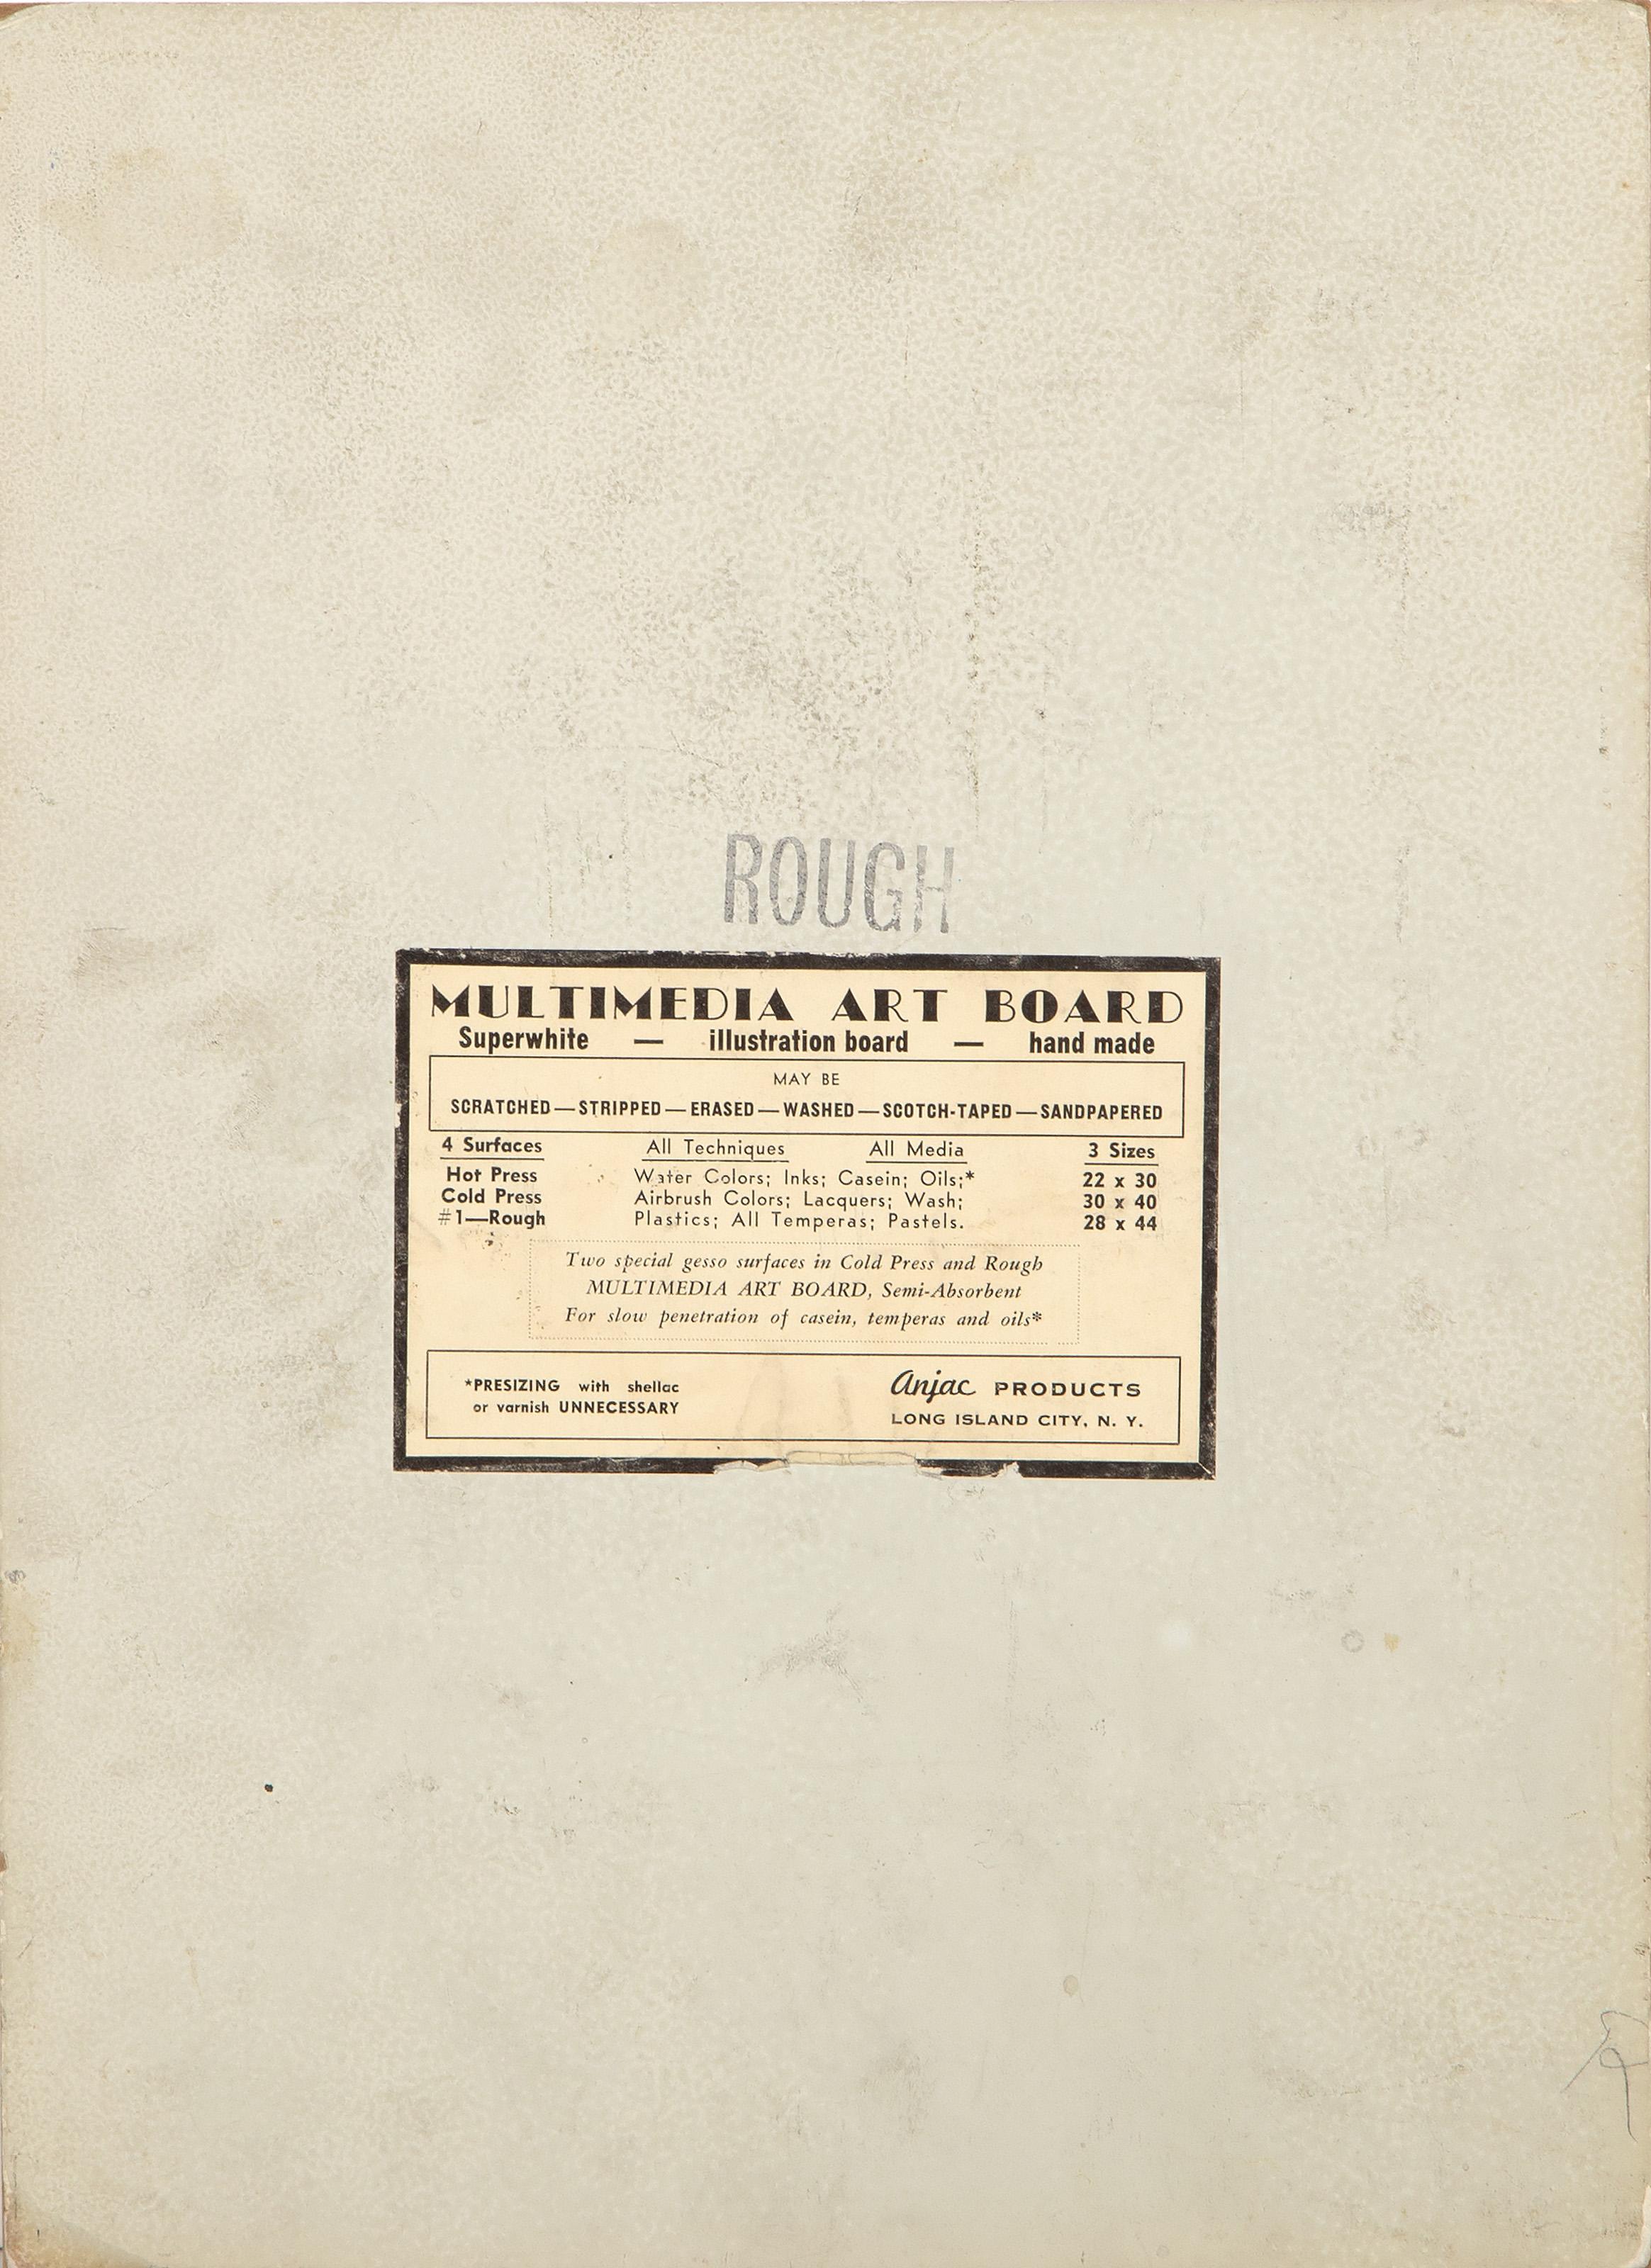 ROUGH
MULTIMEDIA ART BOARD
Superwhite — illustration board — hand made
MAY BE
SCRATCHED—STRIPPED—ERASED—WASHED—SCOTCH-TAPED—SANDPAPERED
4 Surfaces All Techniques All Media 3 Sizes
Hot Press Water Colors; Inks; Casein; Oils;* 22 x 30
Cold Press Airbrush Colors; Lacquers; Wash; 30 x 40
#1—Rough Plastics; All Temperas; Pastels. 28 x 44
Two special gesso surfaces in Cold Press and Rough
MULTIMEDIA ART BOARD, Semi-Absorbent
For slow penetration of casein, temperas and oils*
*PRESIZING with shellac
or varnish UNNECESSARY
Anjac PRODUCTS
LONG ISLAND CITY, N. Y.